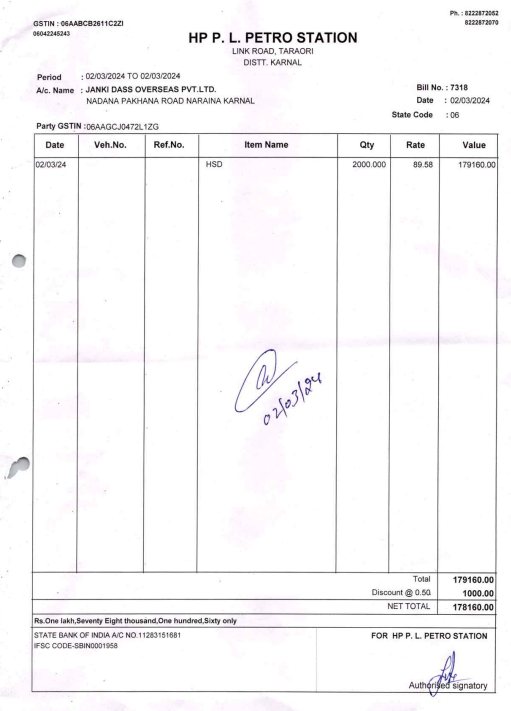 GSTIN : 06AABCB2611C2ZI
06042245243
Ph. : 8222872052
8222872070
HP P. L. PETRO STATION
LINK ROAD, TARAORI
DISTT. KARNAL
Period : 02/03/2024 TO 02/03/2024
A/c. Name : JANKI DASS OVERSEAS PVT.LTD.
NADANA PAKHANA ROAD NARAINA KARNAL
Bill No. : 7318
Date : 02/03/2024
State Code : 06
Party GSTIN :06AAGCJ0472L1ZG
Date Veh.No. Ref.No. Item Name Qty Rate Value
02/03/24 HSD 2000.000 89.58 179160.00
02/03/24
Total 179160.00
Discount @ 0.50 1000.00
NET TOTAL 178160.00
Rs.One lakh,Seventy Eight thousand,One hundred,Sixty only
STATE BANK OF INDIA A/C NO.11283151681
IFSC CODE-SBIN0001958
FOR HP P. L. PETRO STATION
Authorised signatory